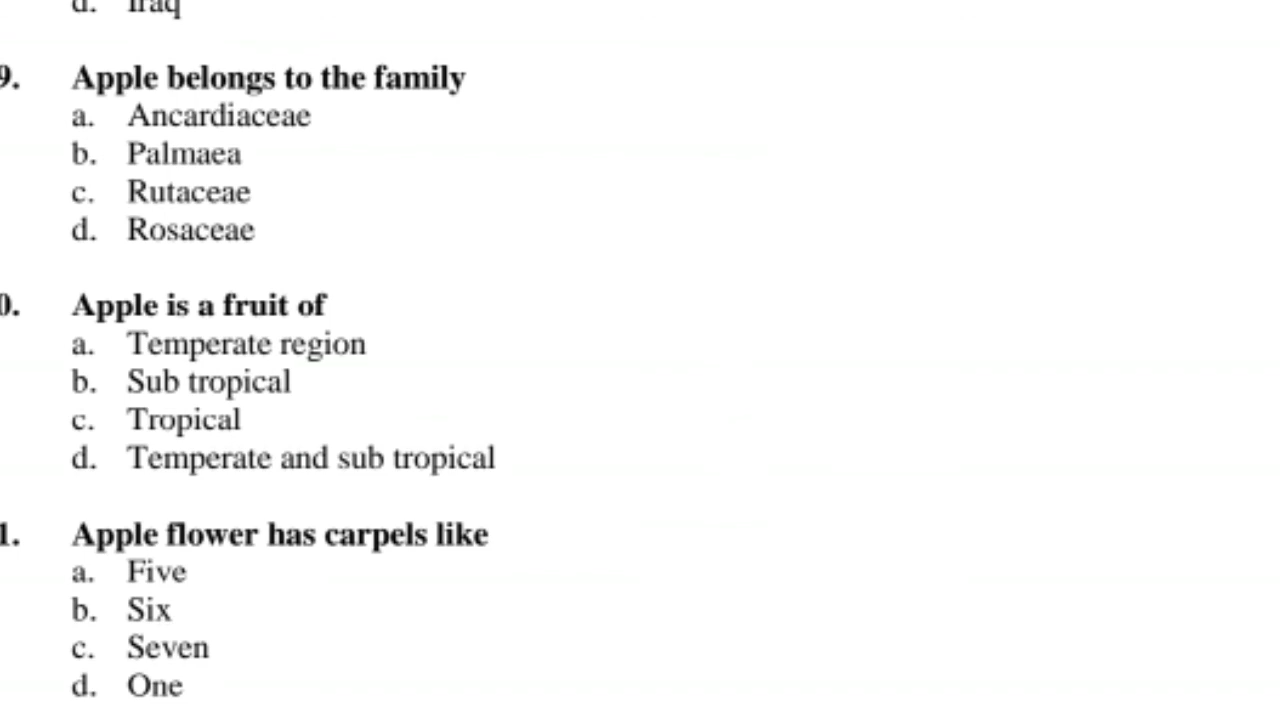 d. Iraq
9. Apple belongs to the family
a. Ancardiaceae
b. Palmaea
c. Rutaceae
d. Rosaceae
0. Apple is a fruit of
a. Temperate region
b. Sub tropical
c. Tropical
d. Temperate and sub tropical
1. Apple flower has carpels like
a. Five
b. Six
c. Seven
d. One